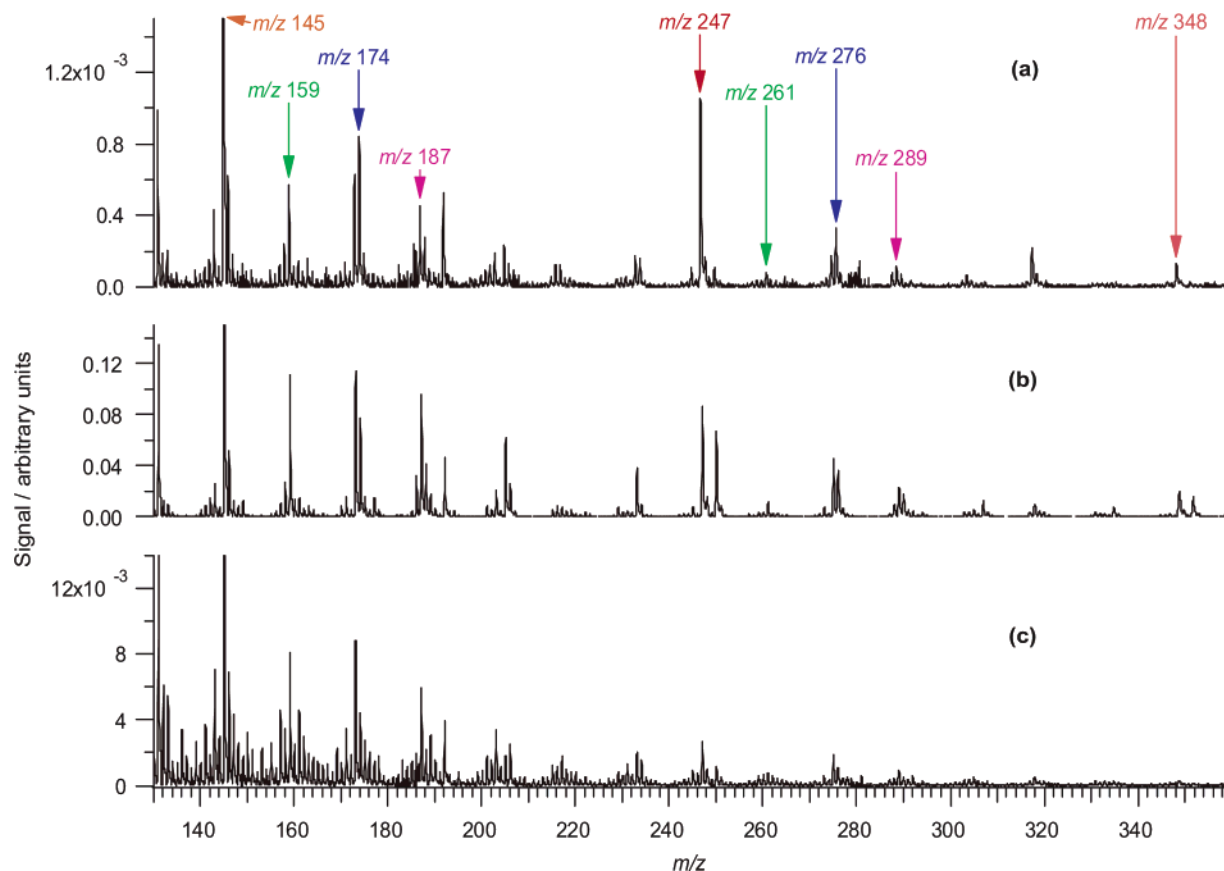 m/z 145
m/z 247
m/z 348
m/z 174
m/z 276
1.2x10 -3
(a)
m/z 159
m/z 261
0.8
m/z 187
m/z 289
0.4
0.0
0.12
(b)
0.08
0.04
0.00
Signal / arbitrary units
12x10 -3
(c)
8
4
0
140 160 180 200 220 240 260 280 300 320 340
m/z